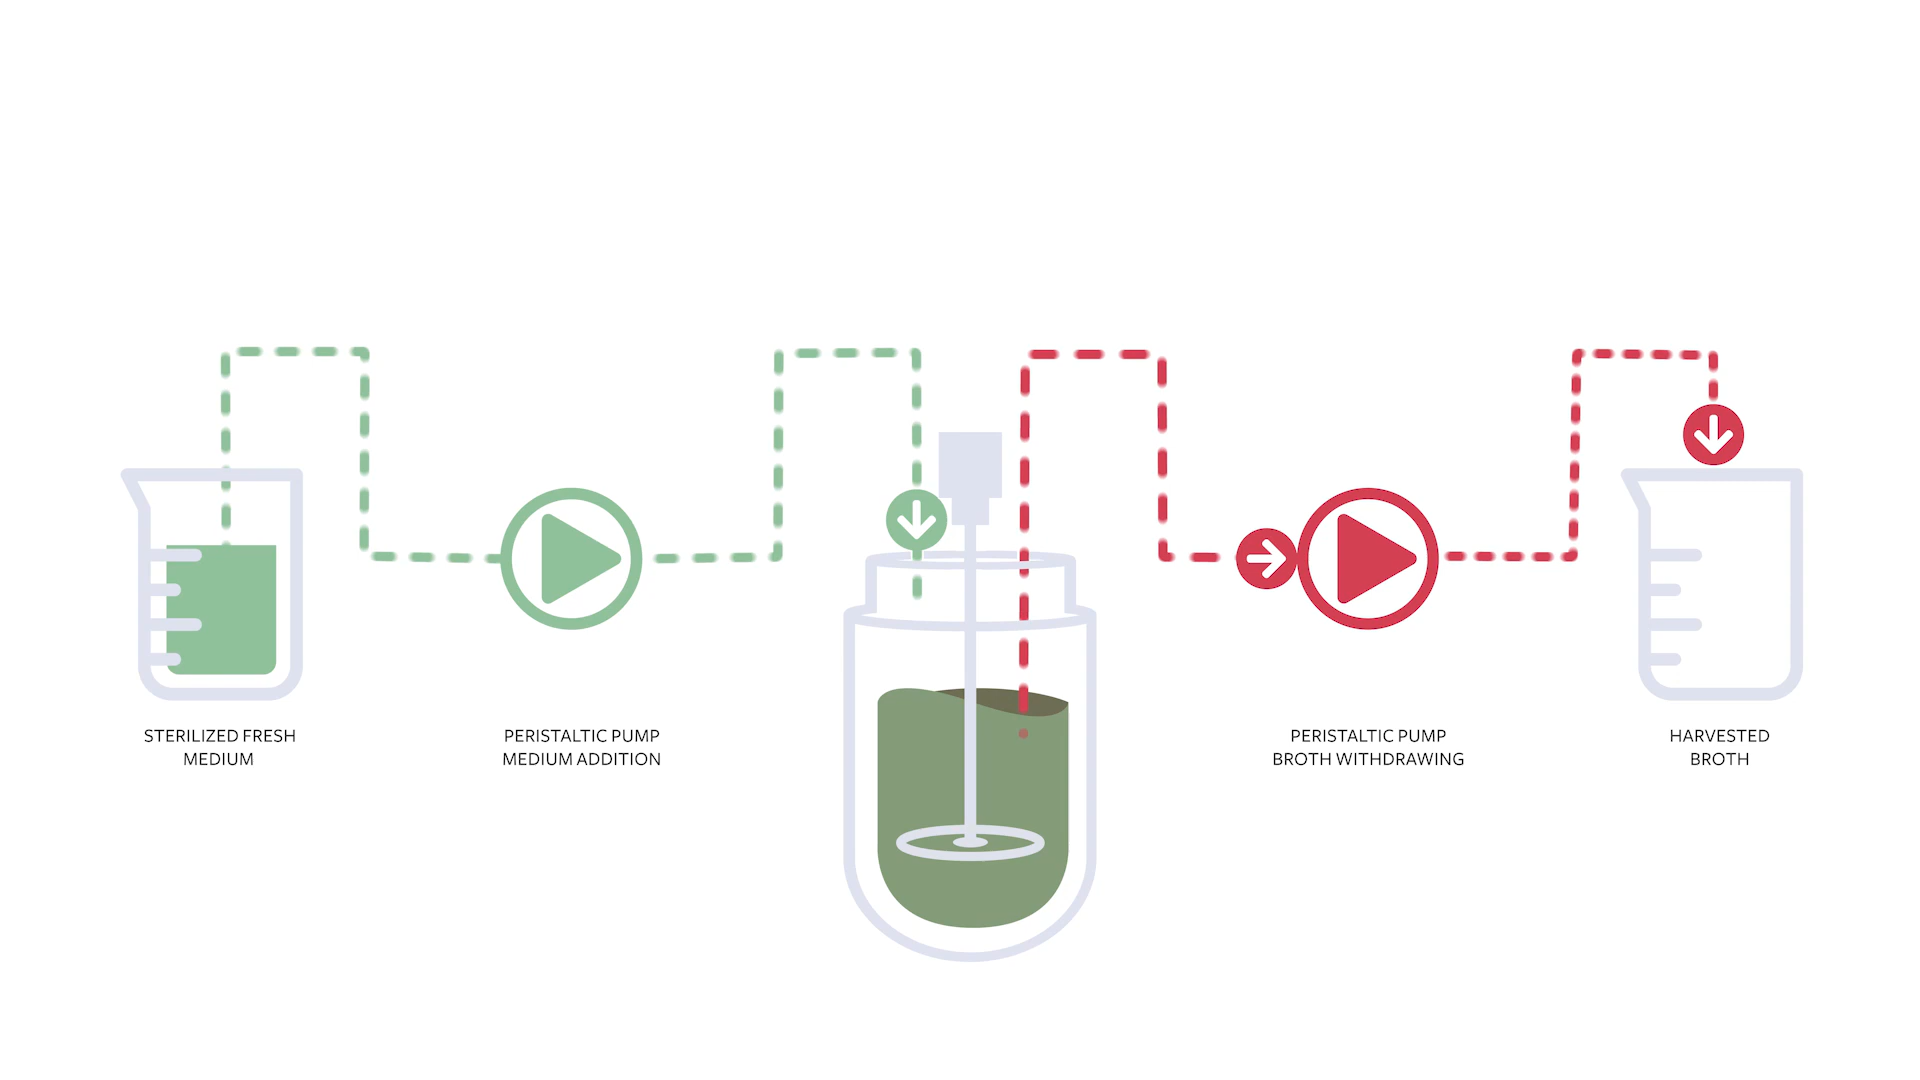 STERILIZED FRESH
MEDIUM
PERISTALTIC PUMP
MEDIUM ADDITION
PERISTALTIC PUMP
BROTH WITHDRAWING
HARVESTED
BROTH